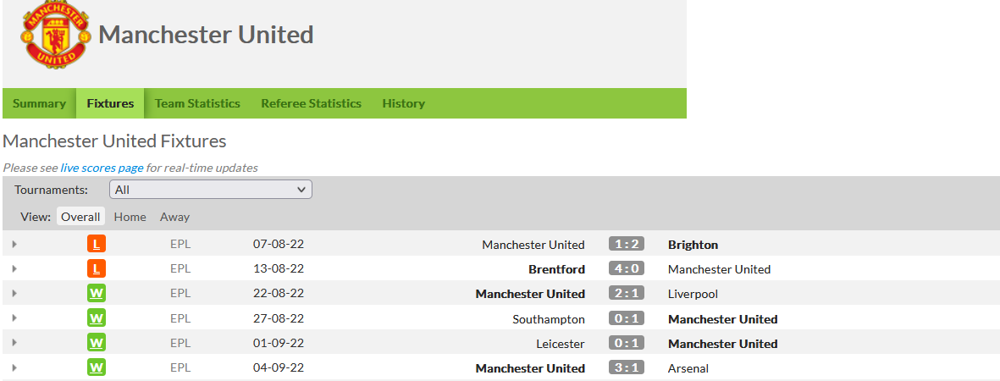 MANCHESTER
UNITED
Manchester United
Summary Fixtures Team Statistics Referee Statistics History
Manchester United Fixtures
Please see live scores page for real-time updates
Tournaments: All
View: Overall Home Away
L EPL 07-08-22 Manchester United 1 : 2 Brighton
L EPL 13-08-22 Brentford 4 : 0 Manchester United
W EPL 22-08-22 Manchester United 2 : 1 Liverpool
W EPL 27-08-22 Southampton 0 : 1 Manchester United
W EPL 01-09-22 Leicester 0 : 1 Manchester United
W EPL 04-09-22 Manchester United 3 : 1 Arsenal